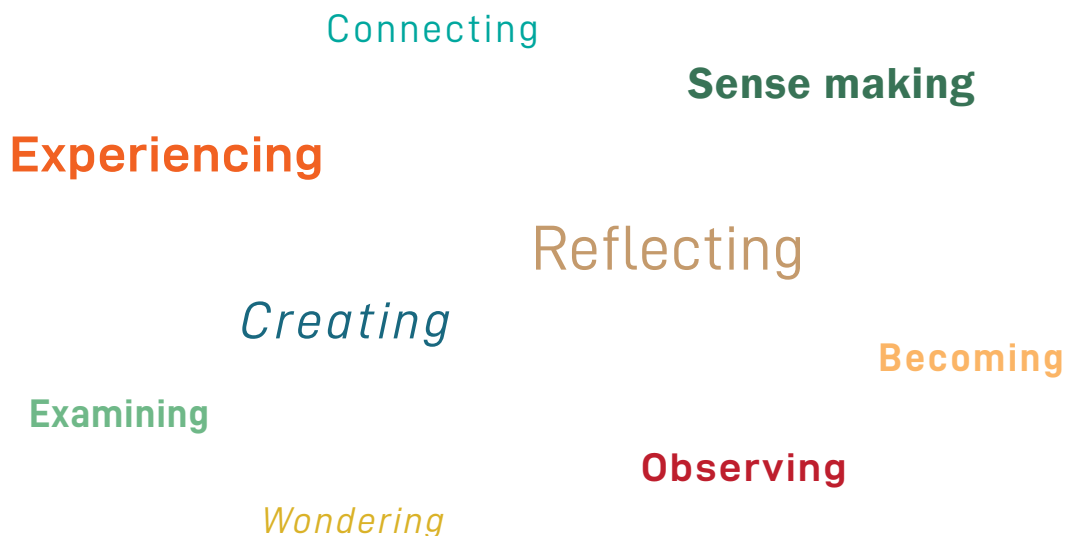 Connecting
Sense making
Experiencing
Reflecting
Creating
Becoming
Examining
Observing
Wondering